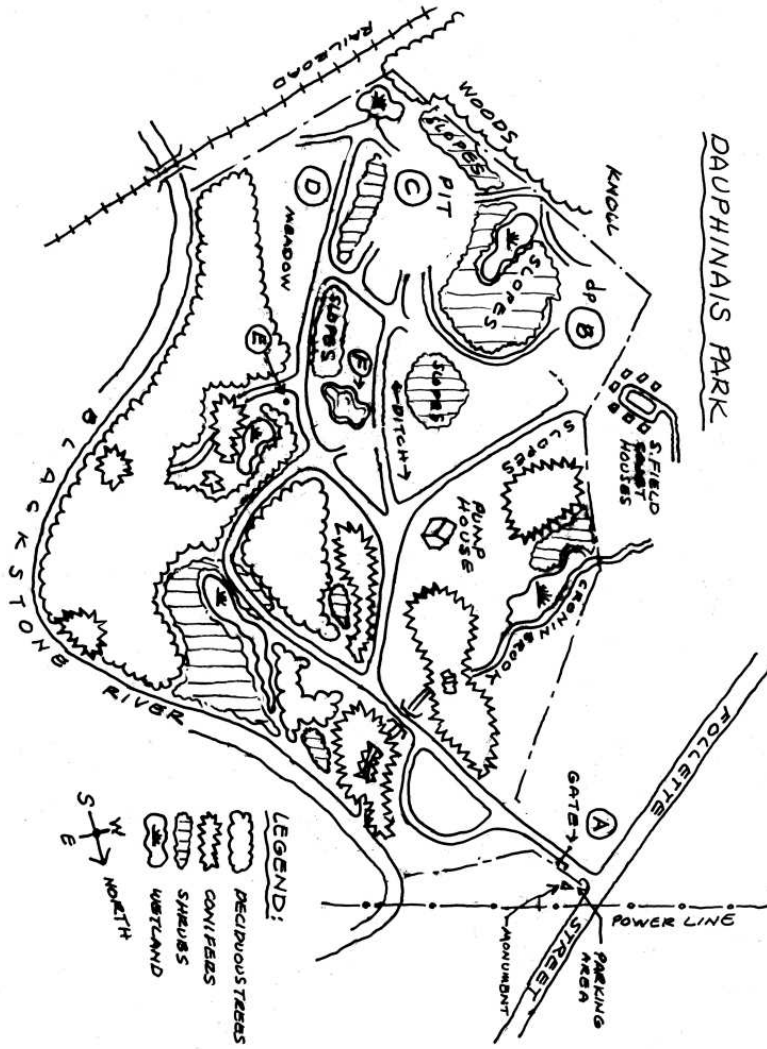 DAUPHINAIS PARK
RAILROAD
WOODS
SLOPES
KNOLL
PIT
C
D
MEADOW
SLOPES
dp
B
SLOPES
F
E
SLOPES
←DITCH→
S. FIELD
HOUSES
SLOPES
PUMP
HOUSE
CRONIN BROOK
BLACKSTONE RIVER
FOLLETTE STREET
A
GATE→
POWER LINE
PARKING
AREA
MONUMENT
LEGEND:
DECIDUOUS TREES
CONIFERS
SHRUBS
WETLAND
S
W
E
NORTH